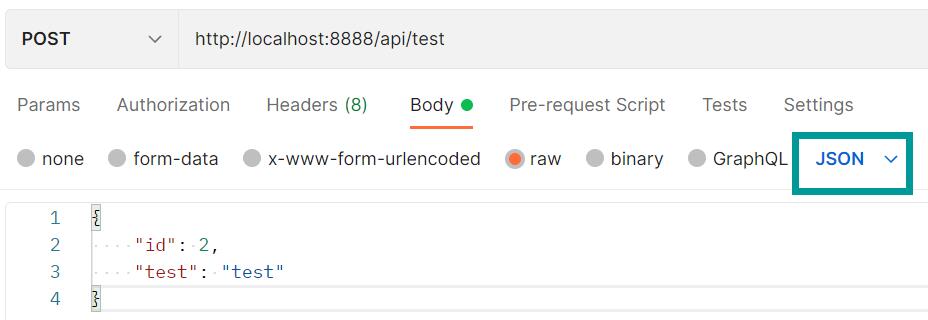 POST http://localhost:8888/api/test
Params Authorization Headers (8) Body Pre-request Script Tests Settings
none form-data x-www-form-urlencoded raw binary GraphQL JSON
1 {
2 "id": 2,
3 "test": "test"
4 }